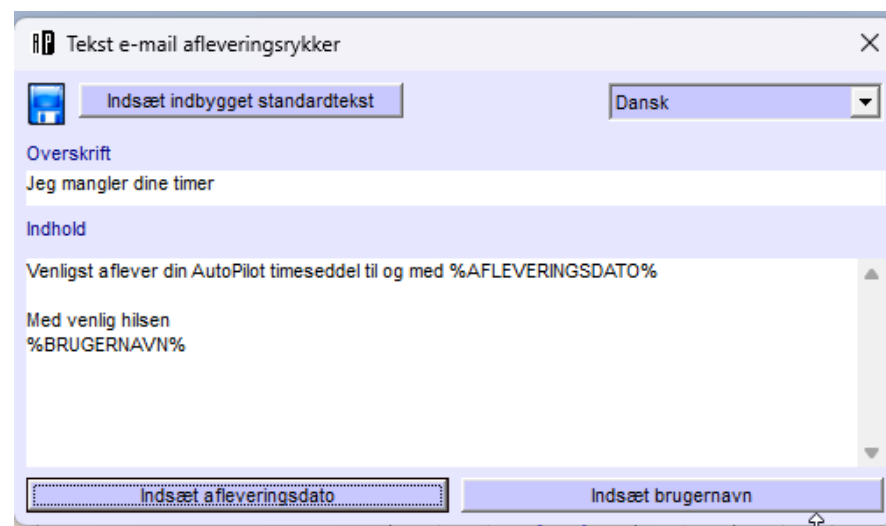 AP Tekst e-mail afleveringsrykker
Indsæt indbygget standardtekst
Dansk
Overskrift
Jeg mangler dine timer
Indhold
Venligst aflever din AutoPilot timeseddel til og med %AFLEVERINGSDATO%
Med venlig hilsen
%BRUGERNAVN%
Indsæt afleveringsdato
Indsæt brugernavn